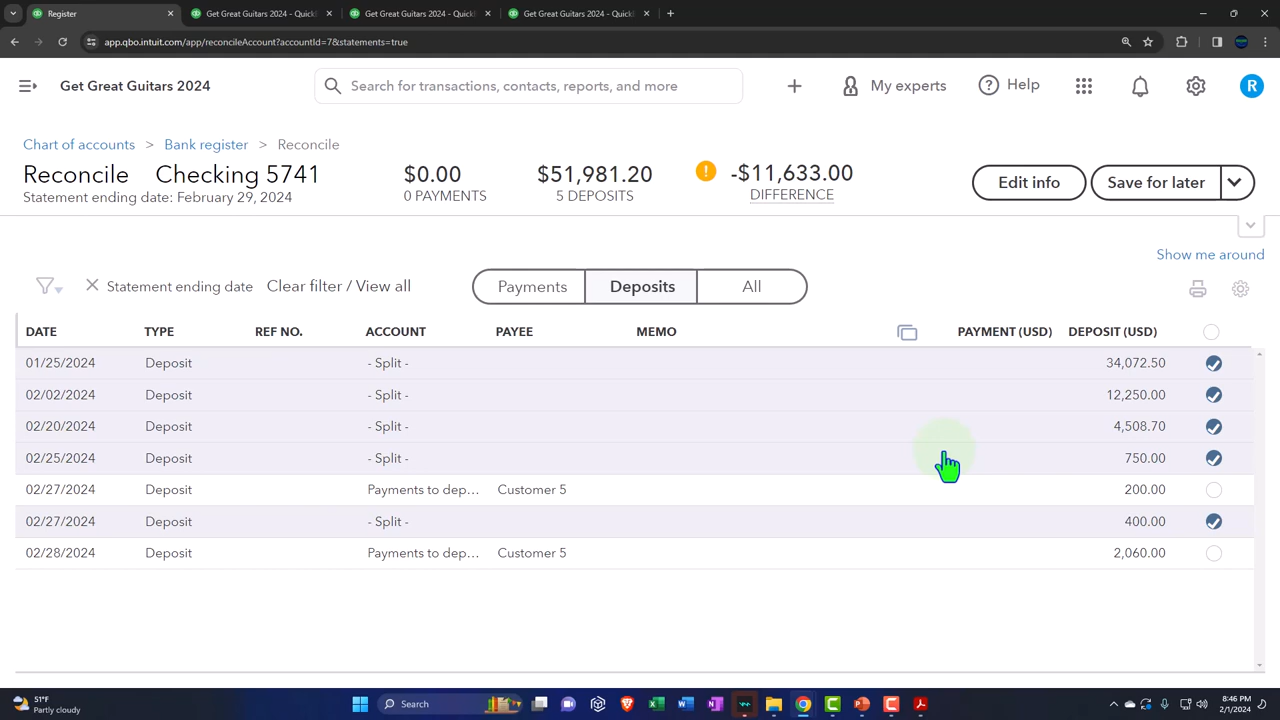 Register
Get Great Guitars 2024 - QuickB
Get Great Guitars 2024 - QuickB
Get Great Guitars 2024 - QuickB
app.qbo.intuit.com/app/reconcileAccount?accountId=7&statements=true
Get Great Guitars 2024
Search for transactions, contacts, reports, and more
My experts
Help
R
Chart of accounts > Bank register > Reconcile
Reconcile Checking 5741
Statement ending date: February 29, 2024
$0.00
0 PAYMENTS
$51,981.20
5 DEPOSITS
-$11,633.00
DIFFERENCE
Edit info
Save for later
Show me around
Statement ending date Clear filter / View all
Payments Deposits All
DATE TYPE REF NO. ACCOUNT PAYEE MEMO PAYMENT (USD) DEPOSIT (USD)
01/25/2024 Deposit - Split - 34,072.50
02/02/2024 Deposit - Split - 12,250.00
02/20/2024 Deposit - Split - 4,508.70
02/25/2024 Deposit - Split - 750.00
02/27/2024 Deposit Payments to dep... Customer 5 200.00
02/27/2024 Deposit - Split - 400.00
02/28/2024 Deposit Payments to dep... Customer 5 2,060.00
51°F
Partly cloudy
Search
8:46 PM
2/1/2024